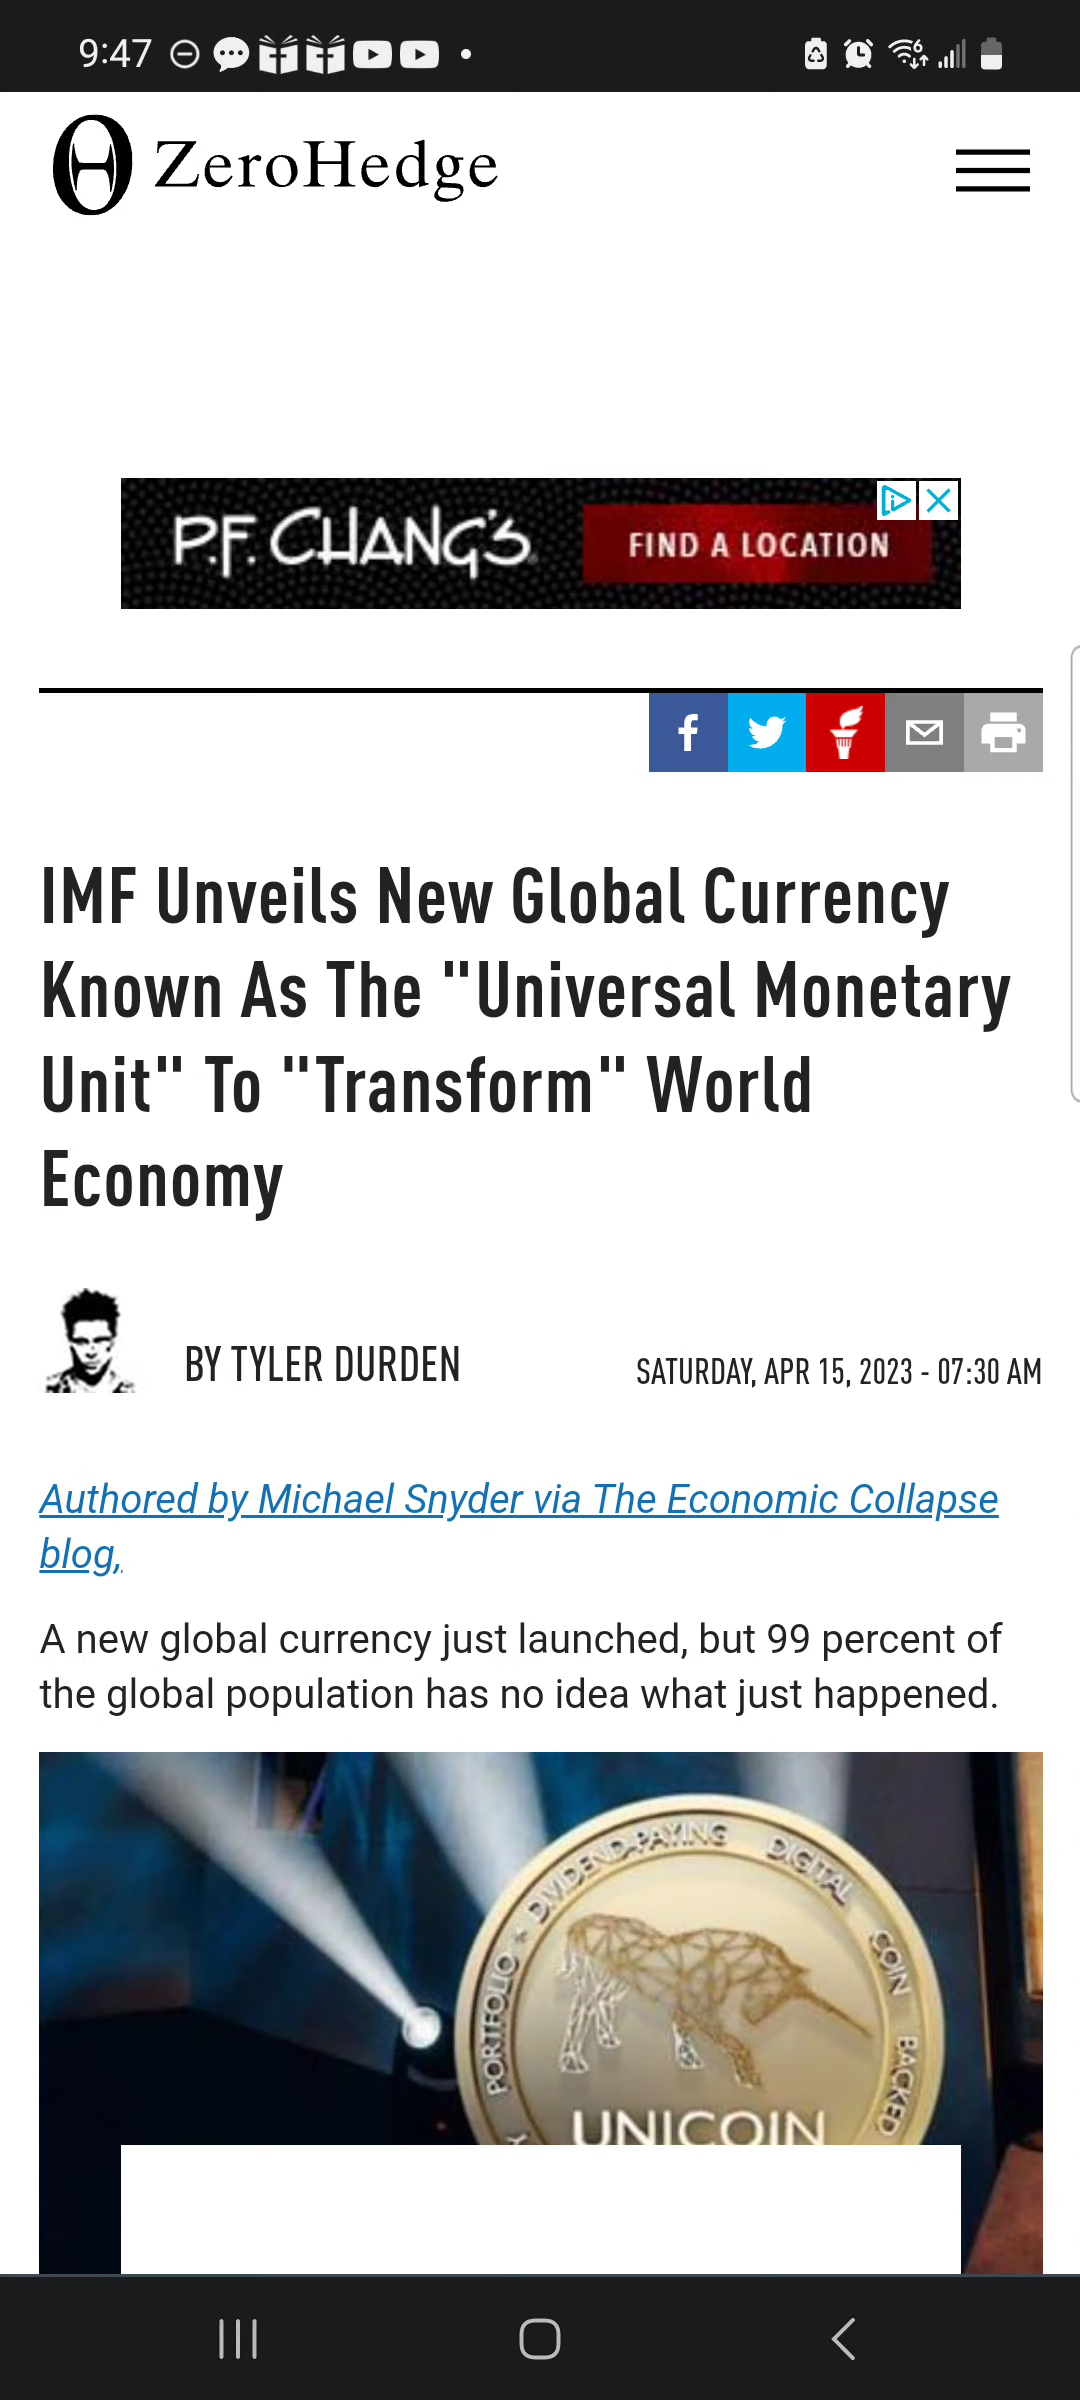 9:47
ZeroHedge
P.F. CHANG'S
FIND A LOCATION
IMF Unveils New Global Currency
Known As The "Universal Monetary
Unit" To "Transform" World
Economy
BY TYLER DURDEN
SATURDAY, APR 15, 2023 - 07:30 AM
Authored by Michael Snyder via The Economic Collapse
blog,
A new global currency just launched, but 99 percent of
the global population has no idea what just happened.
PORTFOLIO DIVIDEND-PAYING DIGITAL COIN BACKED
UNICOIN